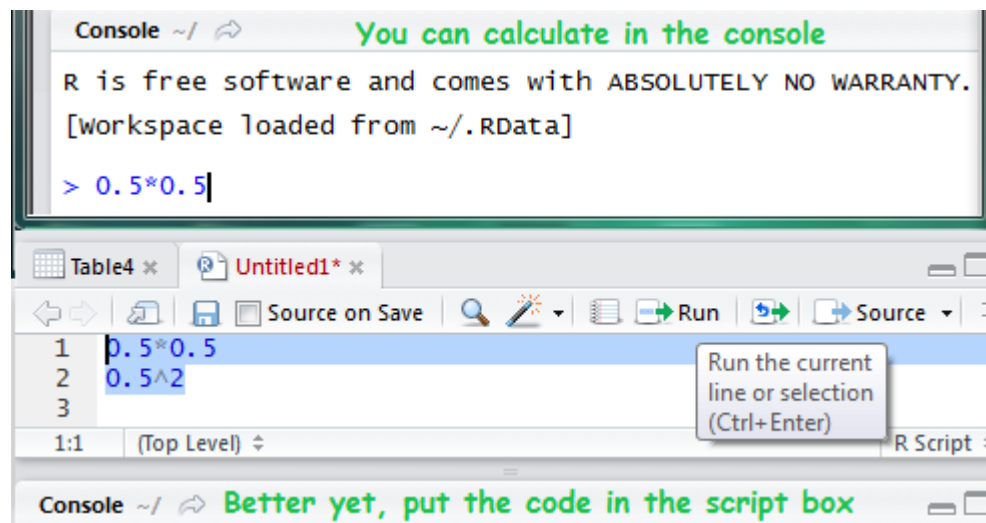 Console ~/ You can calculate in the console
R is free software and comes with ABSOLUTELY NO WARRANTY.
[Workspace loaded from ~/.RData]
> 0.5*0.5
Table4 Untitled1*
Source on Save Run Source
1 0.5*0.5
2 0.5^2
3
Run the current
line or selection
(Ctrl+Enter)
1:1 (Top Level) R Script
Console ~/ Better yet, put the code in the script box